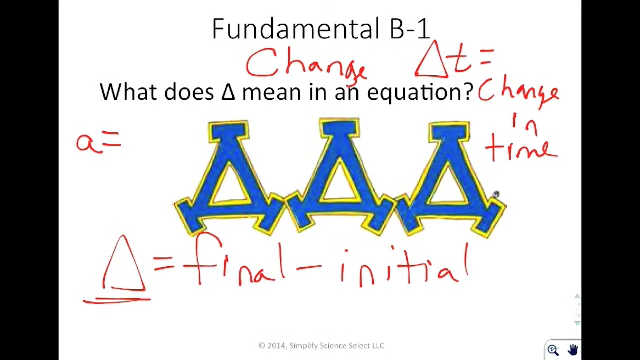 Fundamental B-1
Change
Δt =
What does Δ mean in an equation?
Change
in
time
a =
Δ Δ Δ
Δ = final - initial
© 2014, Simplify Science Select LLC